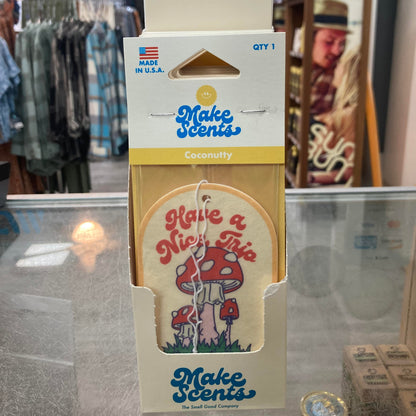 MADE
IN U.S.A.
QTY 1
Make
Scents
Coconutty
Have a
Nice Trip
Make
Scents
The Small Good Company